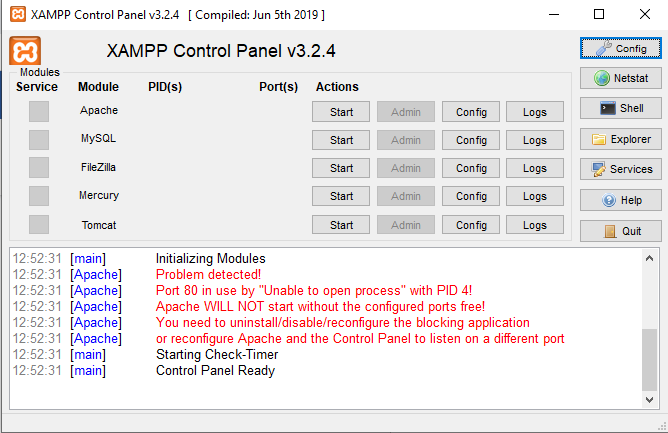 XAMPP Control Panel v3.2.4 [ Compiled: Jun 5th 2019 ]
XAMPP Control Panel v3.2.4
Config
Modules
Service Module PID(s) Port(s) Actions
Netstat
Apache Start Admin Config Logs
Shell
MySQL Start Admin Config Logs
Explorer
FileZilla Start Admin Config Logs
Services
Mercury Start Admin Config Logs
Help
Tomcat Start Admin Config Logs
Quit
12:52:31 [main] Initializing Modules
12:52:31 [Apache] Problem detected!
12:52:31 [Apache] Port 80 in use by "Unable to open process" with PID 4!
12:52:31 [Apache] Apache WILL NOT start without the configured ports free!
12:52:31 [Apache] You need to uninstall/disable/reconfigure the blocking application
12:52:31 [Apache] or reconfigure Apache and the Control Panel to listen on a different port
12:52:31 [main] Starting Check-Timer
12:52:31 [main] Control Panel Ready